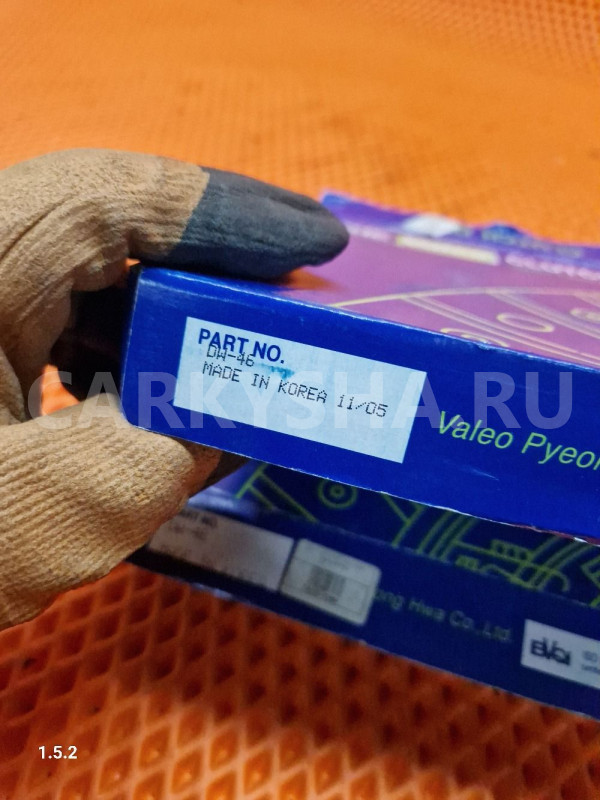 PART NO.
DW-46
MADE IN KOREA 11/05
CARKYSHA.RU
Valeo Pyeon
ong Hwa Co., Ltd.
BVQI
1.5.2